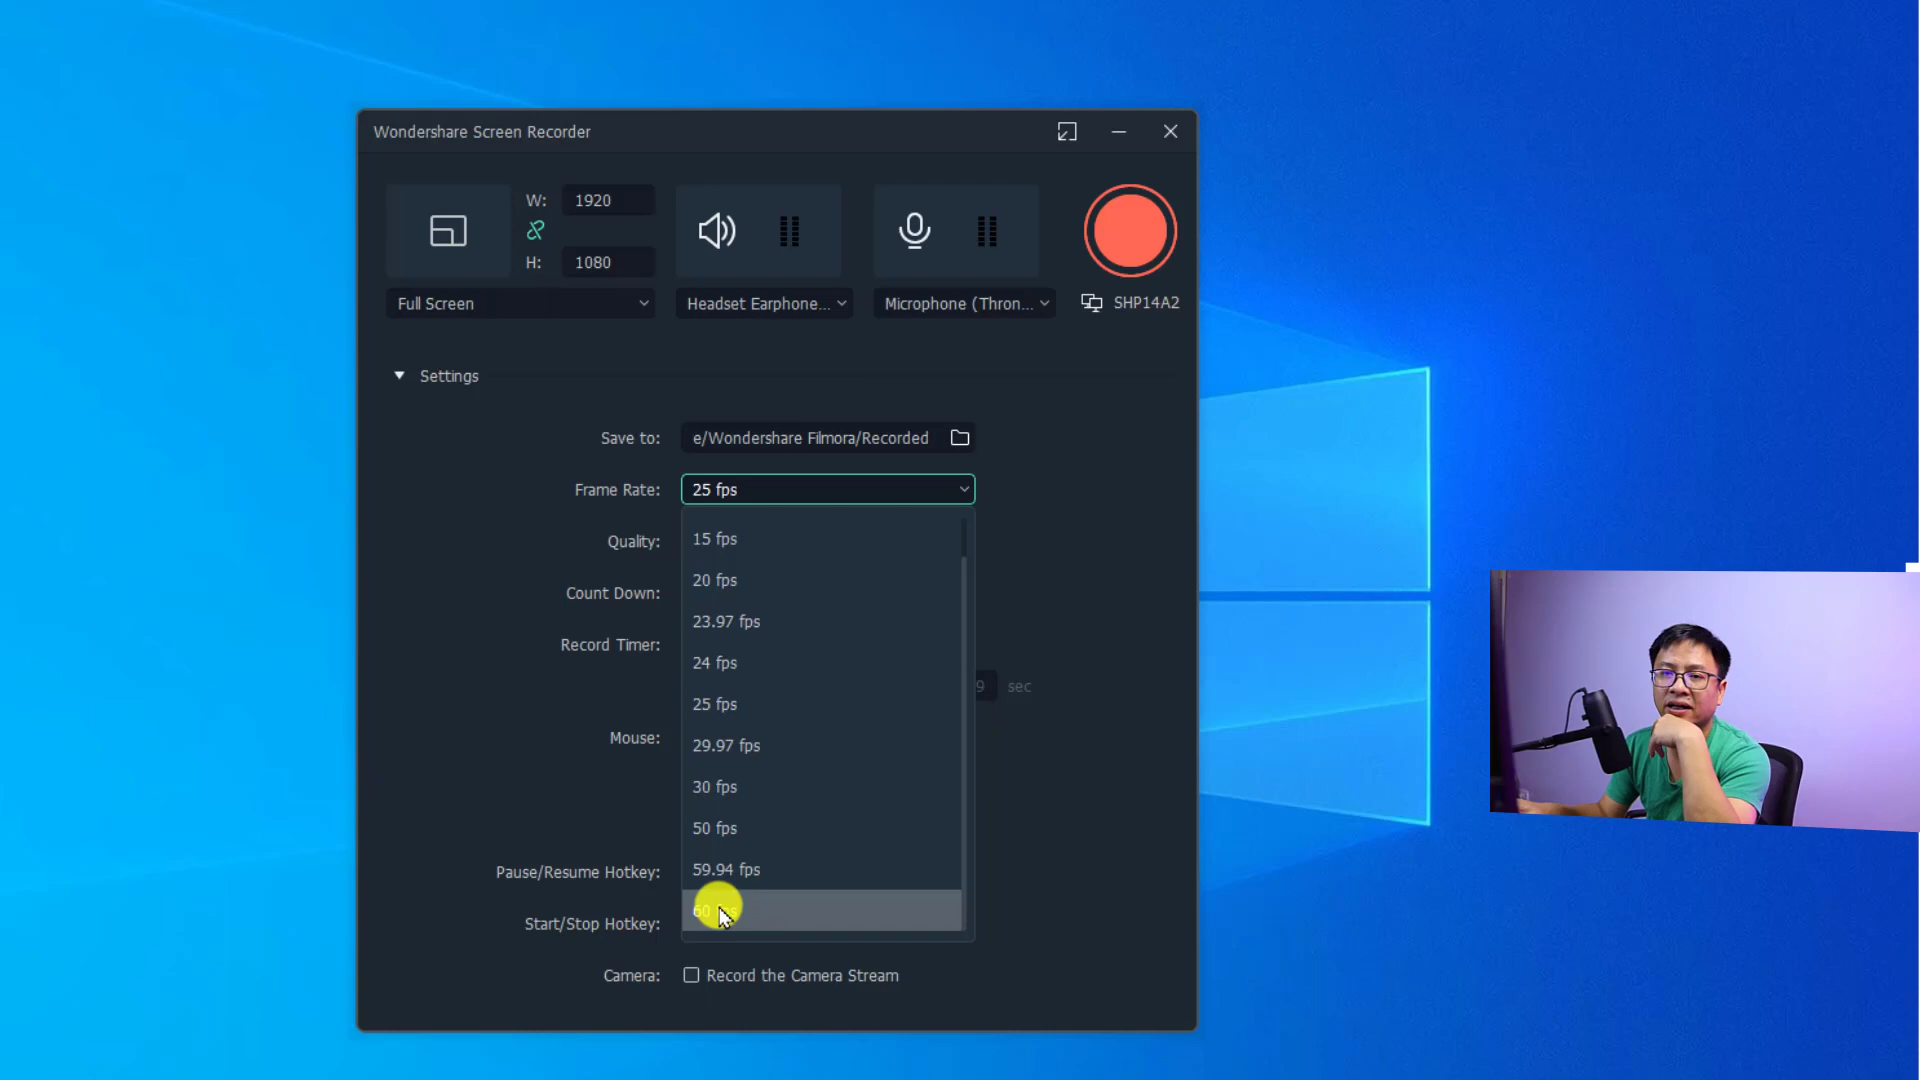 Wondershare Screen Recorder
W: 1920
H: 1080
Full Screen
Headset Earphone...
Microphone (Thron...
SHP14A2
Settings
Save to: e/Wondershare Filmora/Recorded
Frame Rate: 25 fps
15 fps
Quality:
20 fps
Count Down:
23.97 fps
Record Timer:
24 fps
9 sec
25 fps
Mouse:
29.97 fps
30 fps
50 fps
Pause/Resume Hotkey:
59.94 fps
60 fps
Start/Stop Hotkey:
Camera: Record the Camera Stream